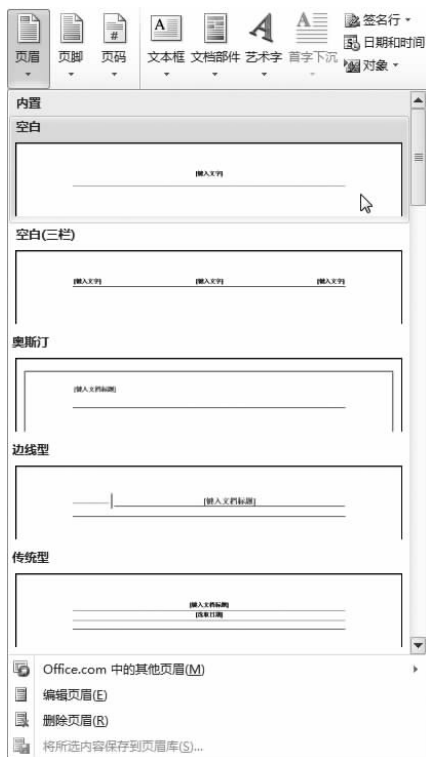 页眉 页脚 页码 文本框 文档部件 艺术字 首字下沉 签名行
日期和时间
对象
内置
空白
[键入文字]
空白(三栏)
[键入文字] [键入文字] [键入文字]
奥斯汀
[键入文档标题]
边线型
[键入文档标题]
传统型
[键入文档标题]
[选取日期]
Office.com 中的其他页眉(M)
编辑页眉(E)
删除页眉(R)
将所选内容保存到页眉库(S)...